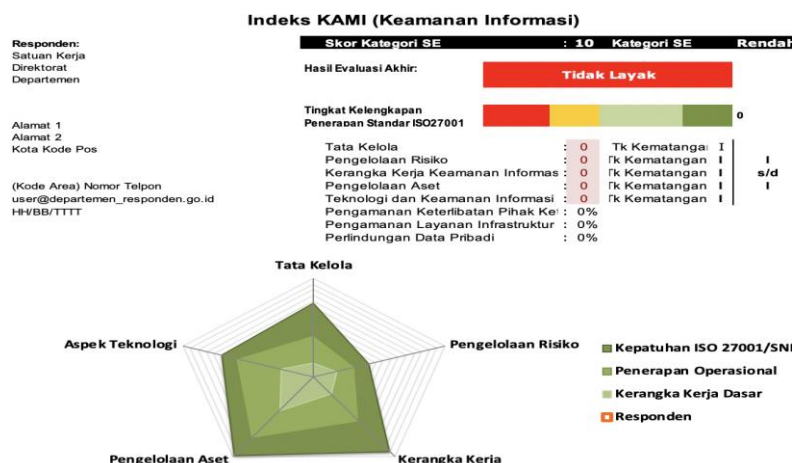 Indeks KAMI (Keamanan Informasi)
Responden:
Satuan Kerja
Direktorat
Departemen
Alamat 1
Alamat 2
Kota Kode Pos
(Kode Area) Nomor Telpon
user@departemen_responden.go.id
HH/BB/TTTT
Skor Kategori SE : 10 Kategori SE Rendah
Hasil Evaluasi Akhir: Tidak Layak
Tingkat Kelengkapan
Penerapan Standar ISO27001 0
Tata Kelola : 0 Tk Kematanga: I
Pengelolaan Risiko : 0 Tk Kematangan I I
Kerangka Kerja Keamanan Informas : 0 Tk Kematangan I s/d
Pengelolaan Aset : 0 Tk Kematangan I I
Teknologi dan Keamanan Informasi : 0 Tk Kematangan I
Pengamanan Keterlibatan Pihak Ket : 0%
Pengamanan Layanan Infrastruktur : 0%
Perlindungan Data Pribadi : 0%
Tata Kelola
Aspek Teknologi
Pengelolaan Risiko
Pengelolaan Aset
Kerangka Kerja
Kepatuhan ISO 27001/SNI
Penerapan Operasional
Kerangka Kerja Dasar
Responden